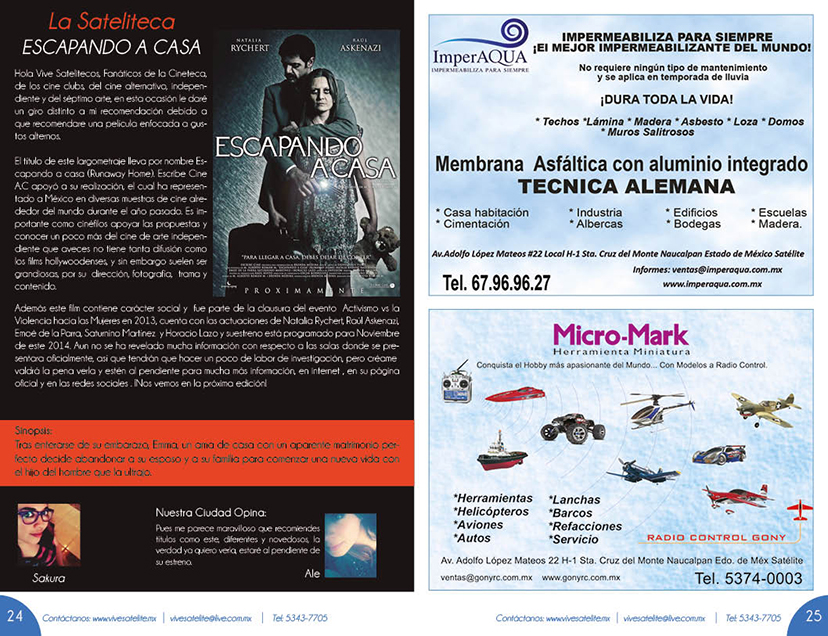 La Sateliteca
ESCAPANDO A CASA
Hola Vive Satelitecos, Fanáticos de la Cineteca,
de los cine clubs, del cine alternativo, indepen-
diente y del séptimo arte, en esta ocasión le daré
un giro distinto a mi recomendación debido a
que recomendare una película enfocada a gus-
tos alternos.
El título de este largometraje lleva por nombre Es-
capando a casa (Runaway Home). Escribe Cine
A.C apoyó a su realización, el cual ha represen-
tado a México en diversas muestras de cine alre-
dedor del mundo durante el año pasado. Es im-
portante como cinéfilos apoyar las propuestas y
conocer un poco más del cine de arte indepen-
diente que aveces no tiene tanta difusión como
los films hollywoodenses, y sin embargo suelen ser
grandiosas, por su dirección, fotografía, trama y
contenido.
NATALIA RAÚL
RYCHERT ASKENAZI
ESCAPANDO
A CASA
"PARA LLEGAR A CASA, DEBES DEJAR DE CORRER"
PROXIMAMENTE
Además este film contiene carácter social y fue parte de la clausura del evento Activismo vs la
Violencia hacia las Mujeres en 2013, cuenta con las actuaciones de Natalia Rychert, Raúl Askenazi,
Emoé de la Parra, Saturnino Martínez y Horacio Lazo y suestreno está programado para Noviembre
de este 2014. Aun no se ha revelado mucha información con respecto a las salas donde se pre-
sentara oficialmente, así que tendrán que hacer un poco de labor de investigación, pero créame
valdrá la pena verla y estén al pendiente para mucha más información, en internet , en su página
oficial y en las redes sociales . !Nos vemos en la próxima edición!
Sinopsis:
Tras enterarse de su embarazo, Emma, un ama de casa con un aparente matrimonio per-
fecto decide abandonar a su esposo y a su familia para comenzar una nueva vida con
el hijo del hombre que la ultrajo.
Sakura
Nuestra Ciudad Opina:
Pues me parece maravilloso que recomiendes
títulos como este, diferentes y novedosos, la
verdad ya quiero verla, estaré al pendiente de
su estreno.
Ale
24
Contáctanos: www.vivesatelite.mx | vivesatelite@live.com.mx | Tel: 5343-7705
ImperAQUA
IMPERMEABILIZA PARA SIEMPRE
IMPERMEABILIZA PARA SIEMPRE
¡El MEJOR IMPERMEABILIZANTE DEL MUNDO!
No requiere ningún tipo de mantenimiento
y se aplica en temporada de lluvia
¡DURA TODA LA VIDA!
* Techos *Lámina * Madera * Asbesto * Loza * Domos
* Muros Salitrosos
Membrana Asfáltica con aluminio integrado
TECNICA ALEMANA
* Casa habitación * Industria * Edificios * Escuelas
* Cimentación * Albercas * Bodegas * Madera.
Av.Adolfo López Mateos #22 Local H-1 Sta. Cruz del Monte Naucalpan Estado de México Satélite
Informes: ventas@imperaqua.com.mx
Tel. 67.96.96.27
www.imperaqua.com.mx
Micro-Mark
Herramienta Miniatura
Conquista el Hobby más apasionante del Mundo... Con Modelos a Radio Control.
*Herramientas *Lanchas
*Helicópteros *Barcos
*Aviones *Refacciones
*Autos *Servicio
RADIO CONTROL GONY
Av. Adolfo López Mateos 22 H-1 Sta. Cruz del Monte Naucalpan Edo. de Méx Satélite
ventas@gonyrc.com.mx www.gonyrc.com.mx Tel. 5374-0003
Contáctanos: www.vivesatelite.mx | vivesatelite@live.com.mx | Tel: 5343-7705
25